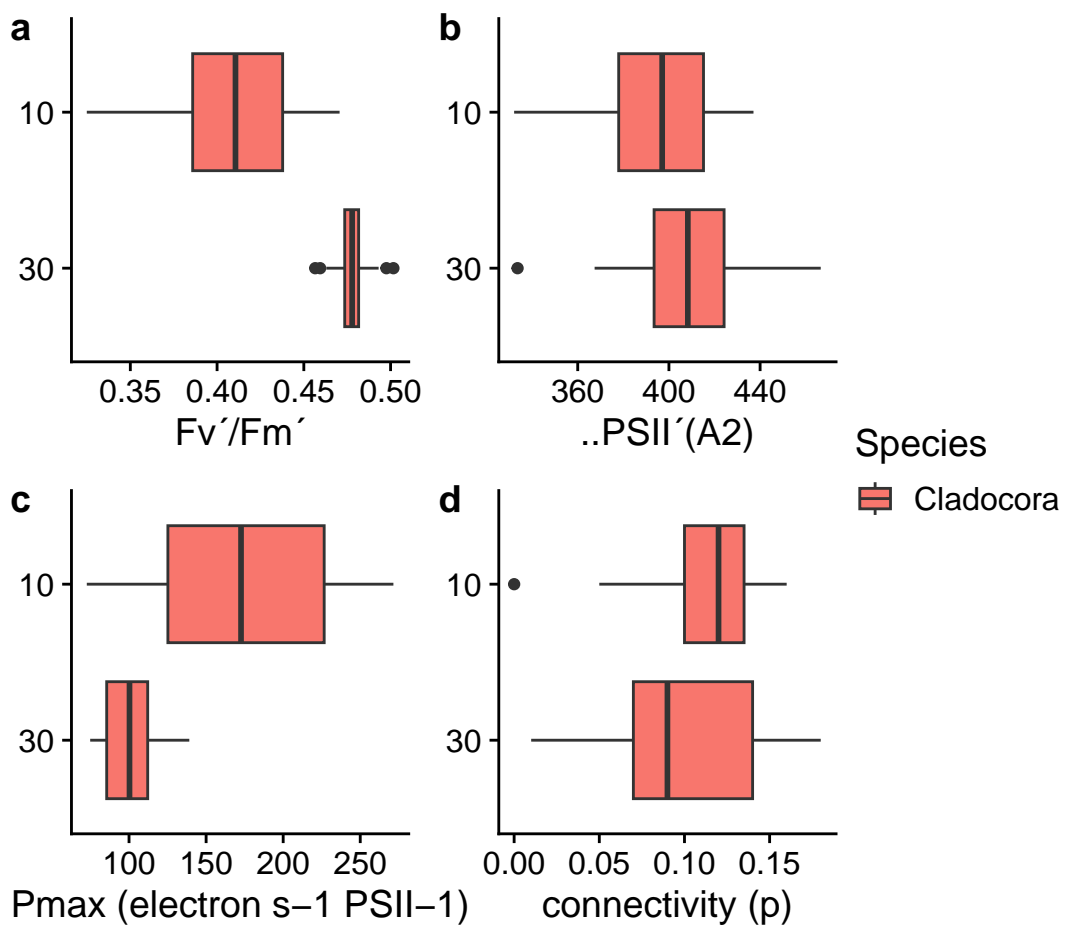 a
10
30
0.35 0.40 0.45 0.50
Fv´/Fm´
b
10
30
360 400 440
..PSII´(A2)
c
10
30
100 150 200 250
Pmax (electron s−1 PSII−1)
d
10
30
0.00 0.05 0.10 0.15
connectivity (p)
Species
Cladocora